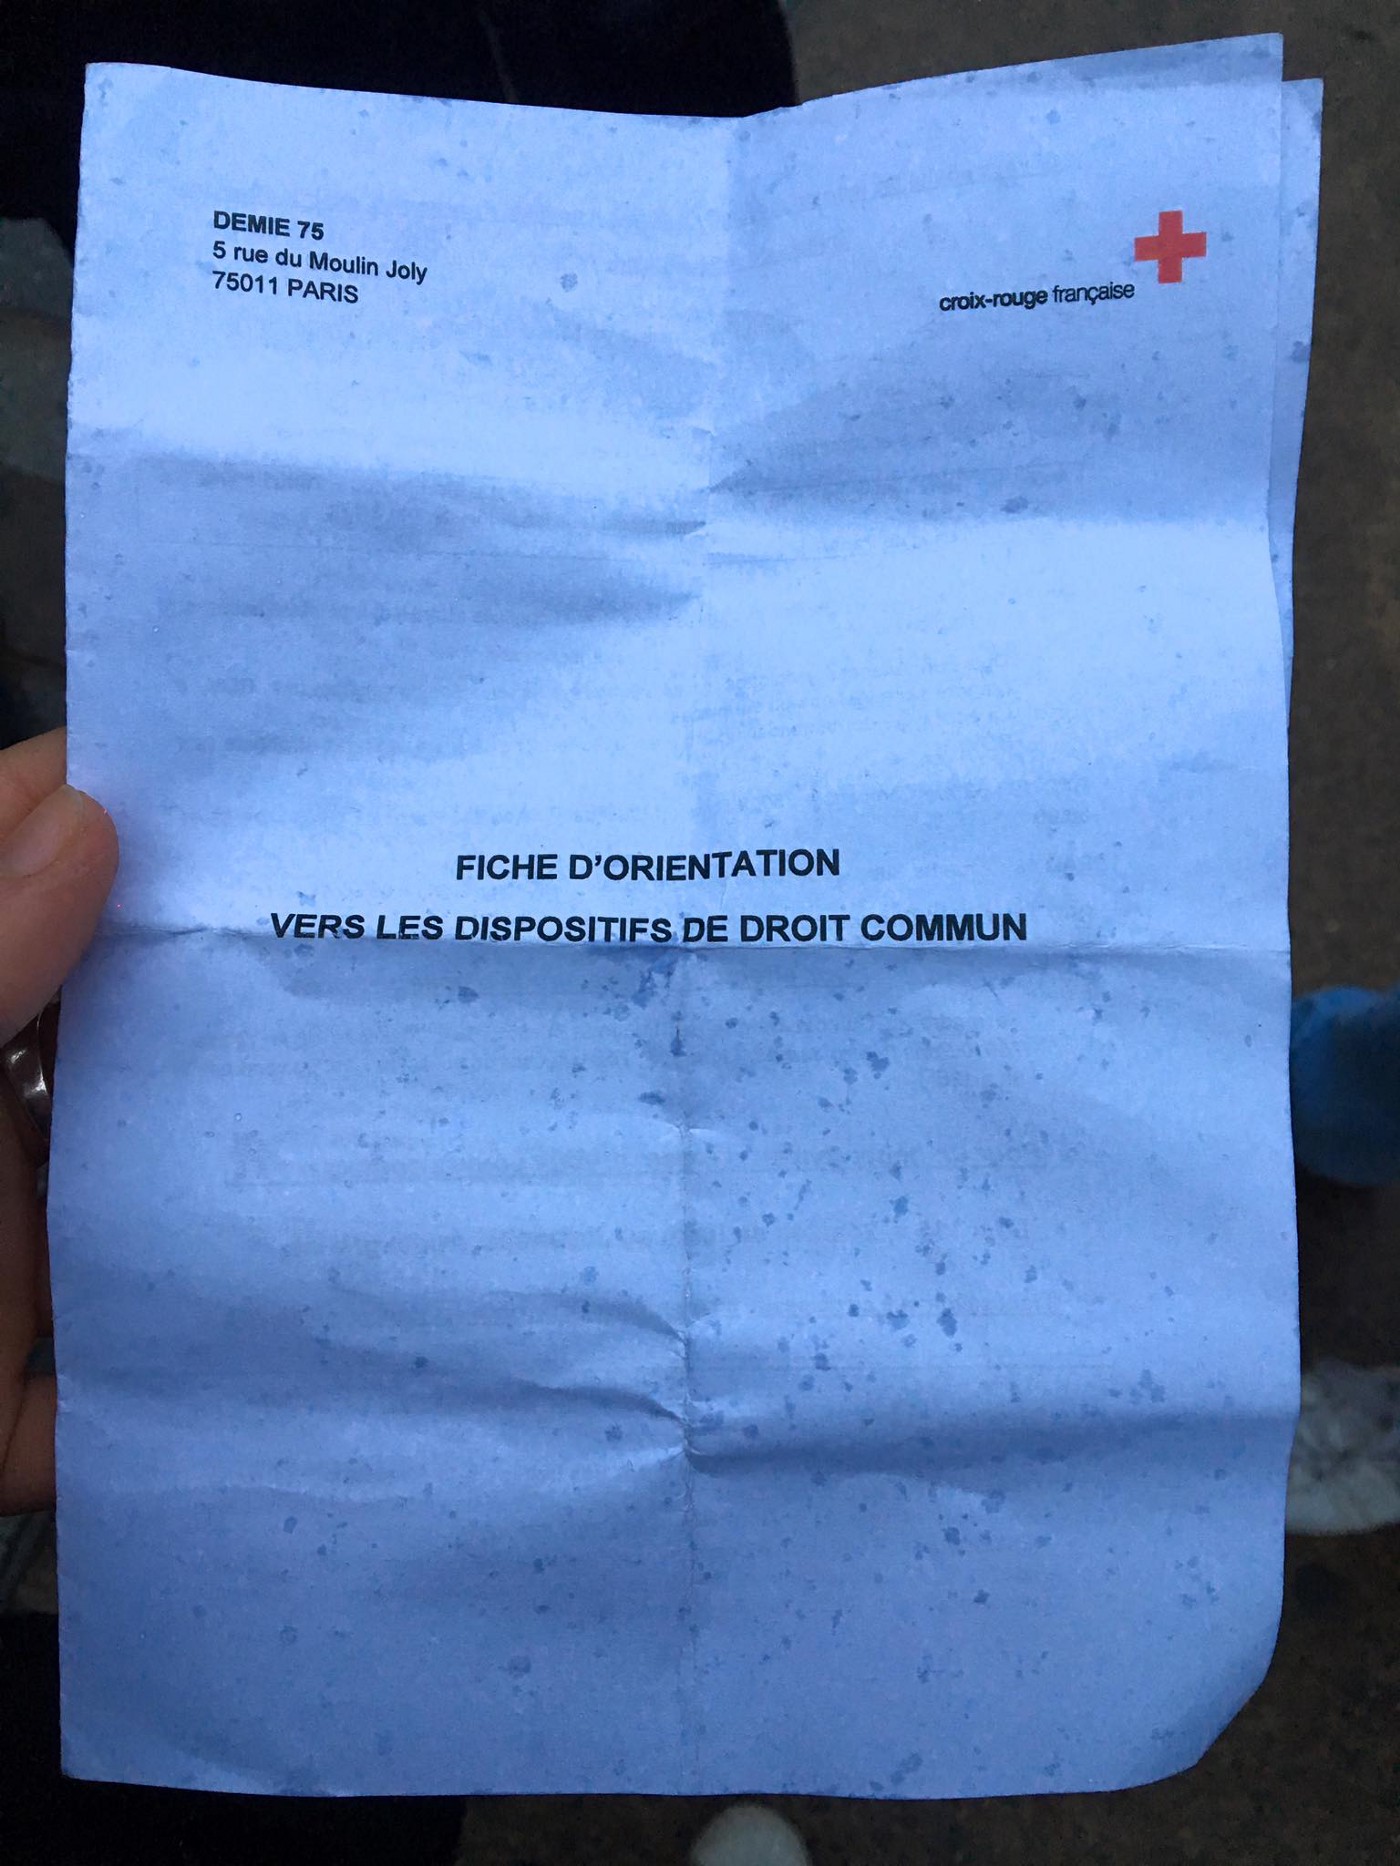 DEMIE 75
5 rue du Moulin Joly
75011 PARIS
croix-rouge française
FICHE D'ORIENTATION
VERS LES DISPOSITIFS DE DROIT COMMUN